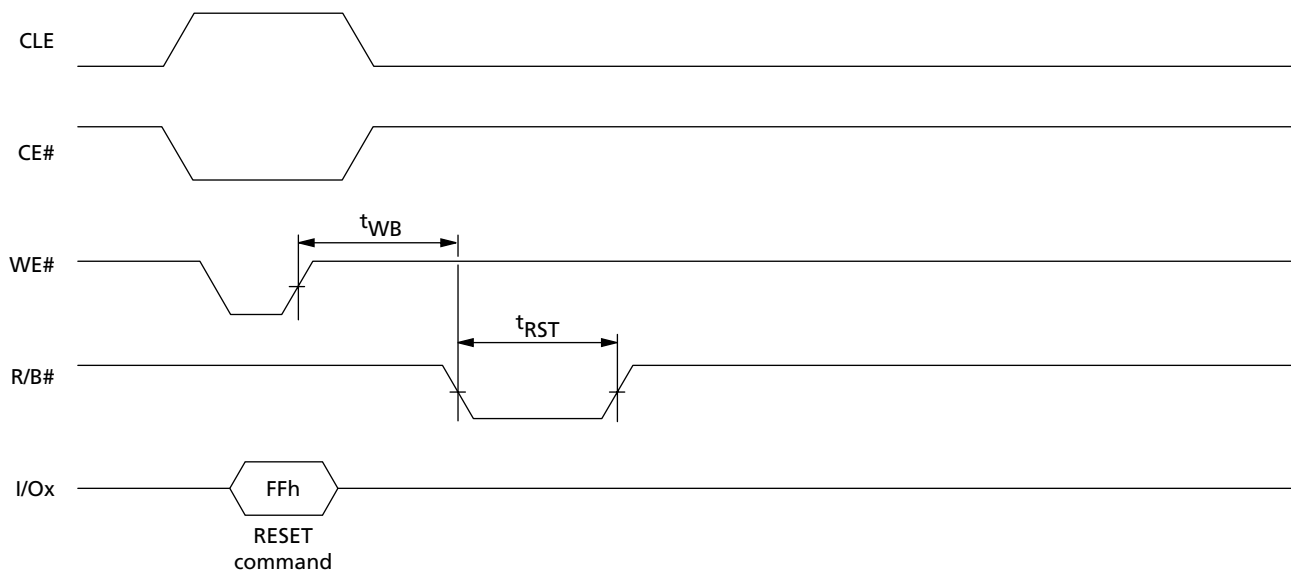 CLE
CE#
tWB
WE#
tRST
R/B#
I/Ox
FFh
RESET
command